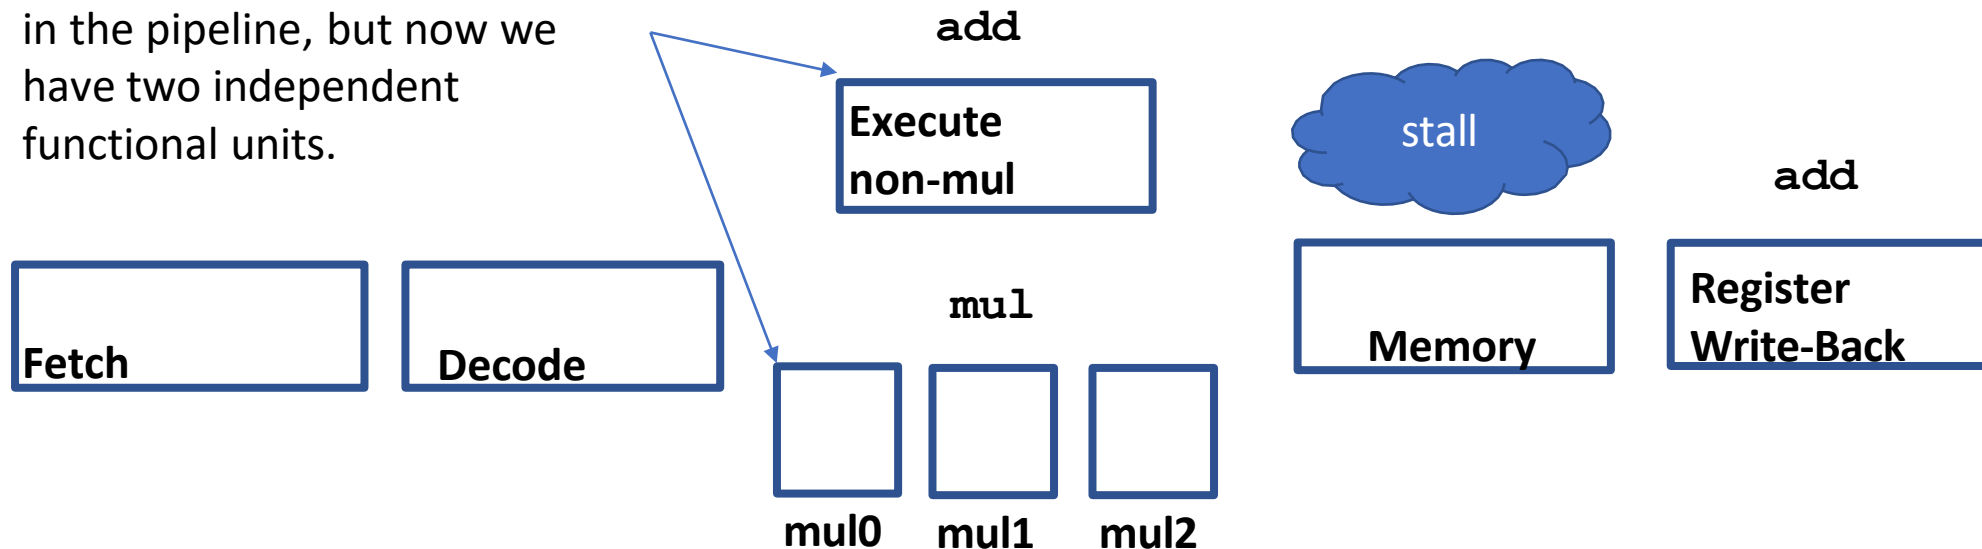 in the pipeline, but now we
have two independent
functional units.
add
Execute
non-mul
stall
add
Fetch
Decode
mul
mul0
mul1
mul2
Memory
Register
Write-Back